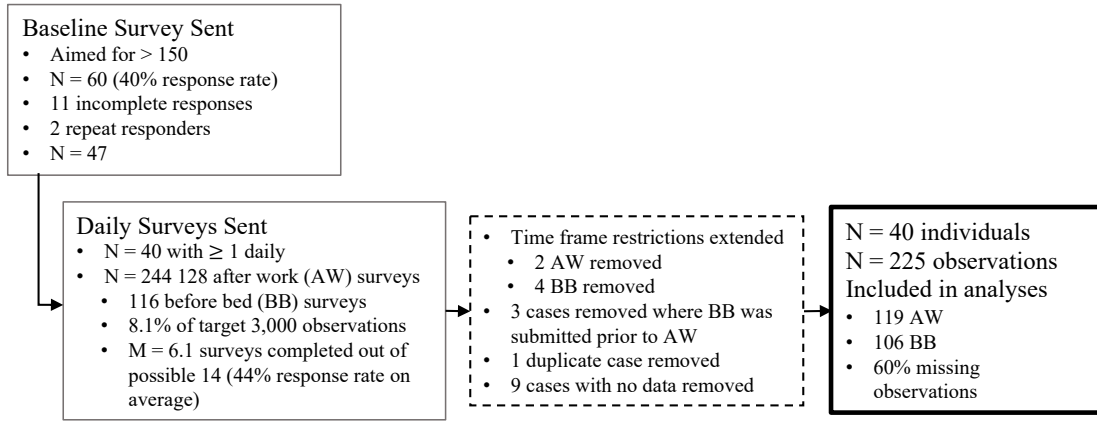 Baseline Survey Sent
• Aimed for > 150
• N = 60 (40% response rate)
• 11 incomplete responses
• 2 repeat responders
• N = 47
Daily Surveys Sent
• N = 40 with ≥ 1 daily
• N = 244 128 after work (AW) surveys
• 116 before bed (BB) surveys
• 8.1% of target 3,000 observations
• M = 6.1 surveys completed out of
possible 14 (44% response rate on
average)
• Time frame restrictions extended
• 2 AW removed
• 4 BB removed
• 3 cases removed where BB was
submitted prior to AW
• 1 duplicate case removed
• 9 cases with no data removed
N = 40 individuals
N = 225 observations
Included in analyses
• 119 AW
• 106 BB
• 60% missing
observations